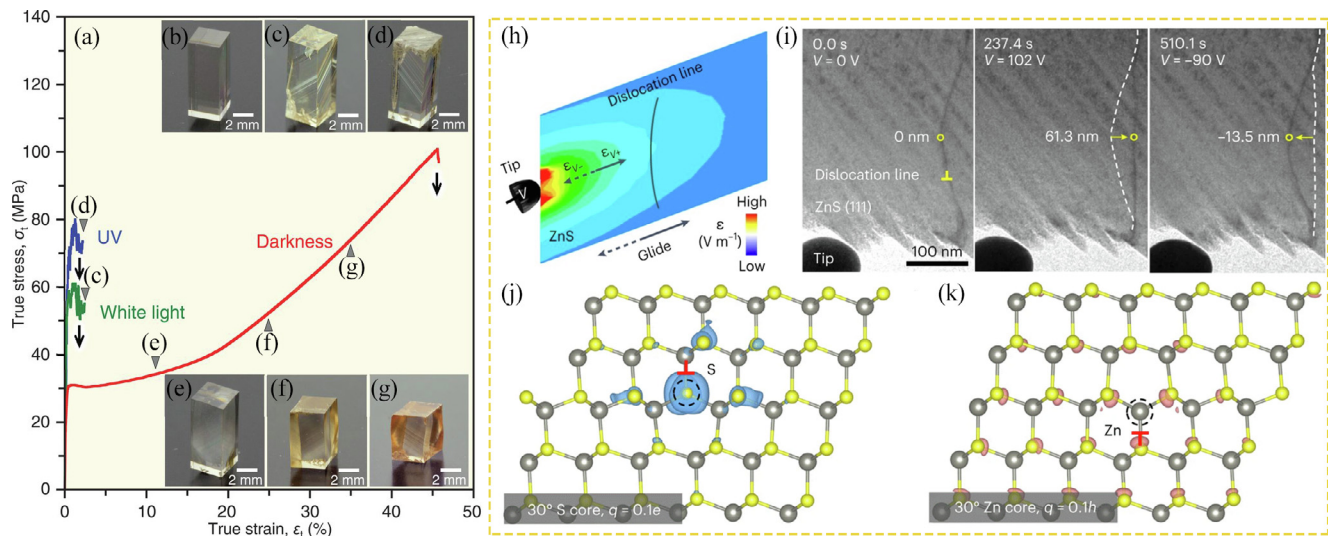 140
120
100
80
60
40
20
0
True stress, σt (MPa)
(a)
(b)
2 mm
(c)
2 mm
(d)
2 mm
(d)
UV
(c)
White light
Darkness
(e)
(f)
(g)
(e)
2 mm
(f)
2 mm
(g)
2 mm
0 10 20 30 40 50
True strain, εt (%)
(h)
Dislocation line
Tip
V
εV−
εV+
ZnS
Glide
High
ε
(V m⁻¹)
Low
(i)
0.0 s
V = 0 V
0 nm
Dislocation line
ZnS (111)
Tip
100 nm
237.4 s
V = 102 V
61.3 nm
510.1 s
V = −90 V
−13.5 nm
(j)
S
30° S core, q = 0.1e
(k)
Zn
30° Zn core, q = 0.1h